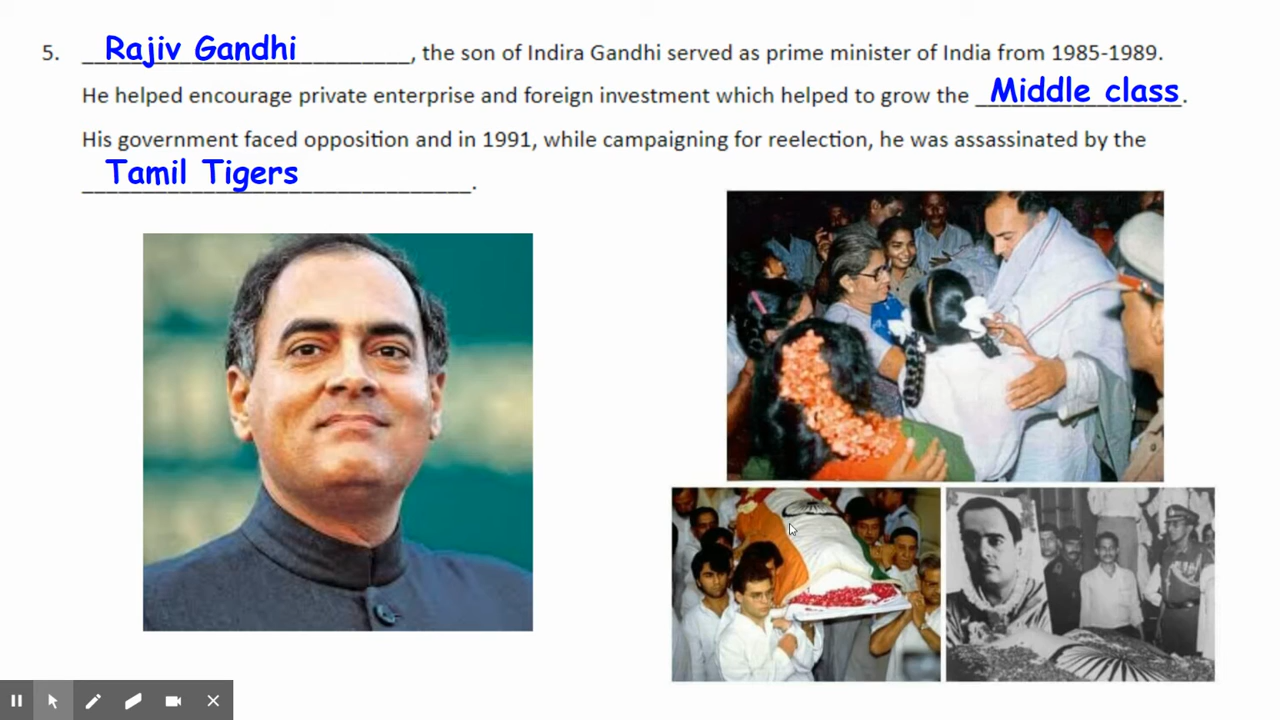 5. Rajiv Gandhi, the son of Indira Gandhi served as prime minister of India from 1985-1989.
He helped encourage private enterprise and foreign investment which helped to grow the Middle class.
His government faced opposition and in 1991, while campaigning for reelection, he was assassinated by the
Tamil Tigers.